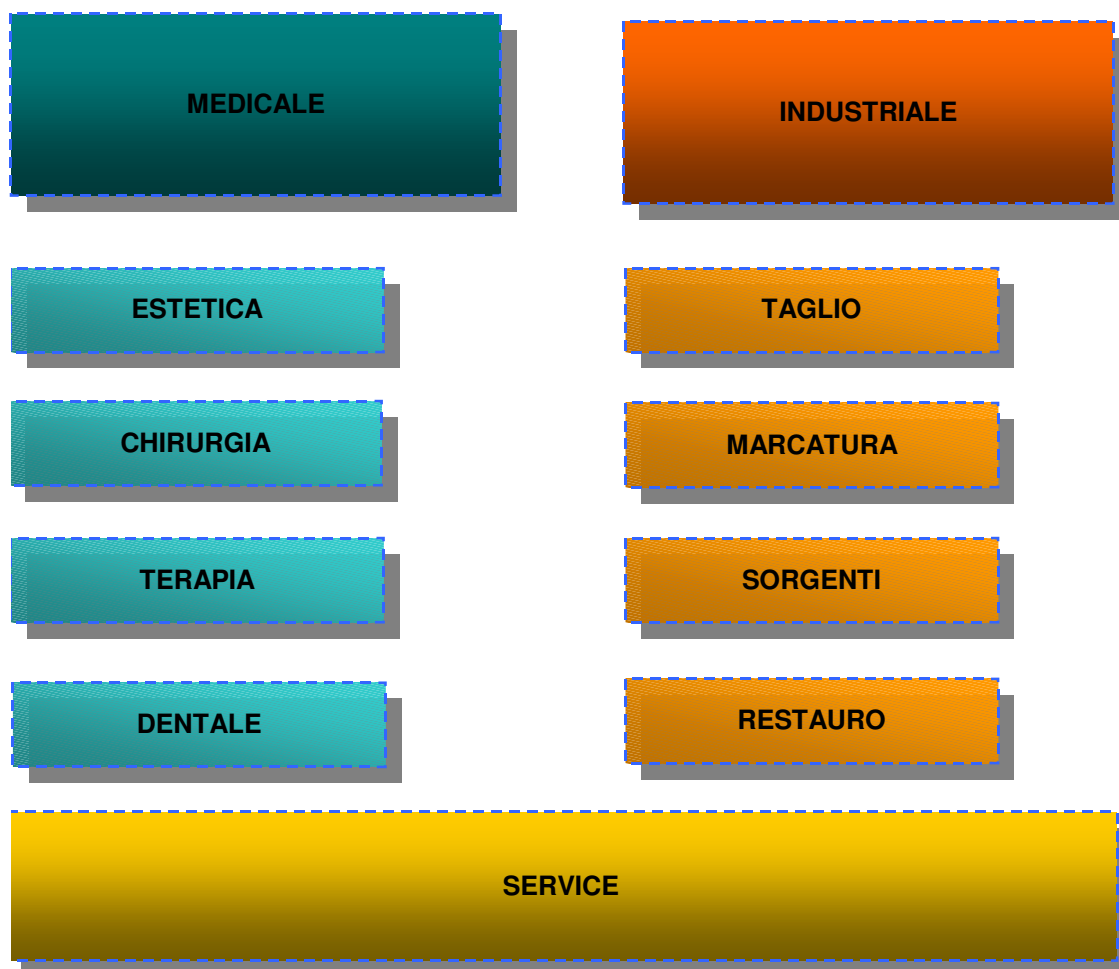 MEDICALE
INDUSTRIALE
ESTETICA
TAGLIO
CHIRURGIA
MARCATURA
TERAPIA
SORGENTI
DENTALE
RESTAURO
SERVICE